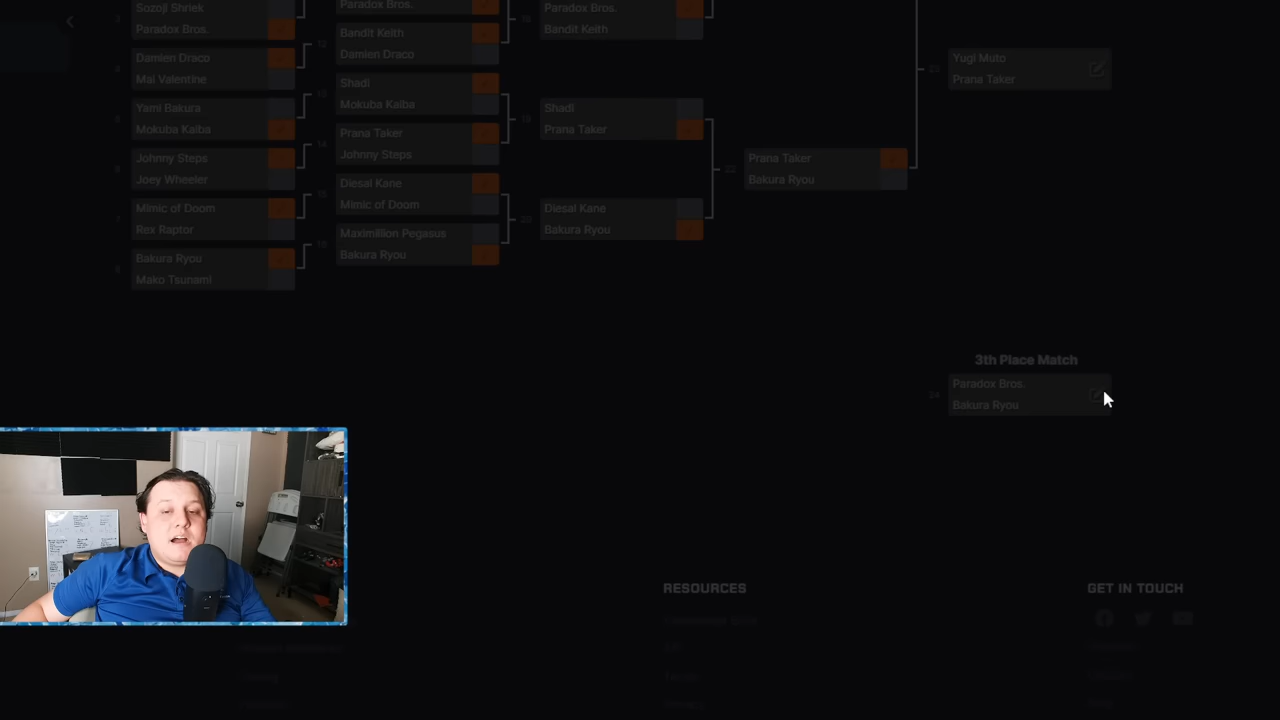 Sozoji Shriek
Paradox Bros.
Damien Draco
Mai Valentine
Yami Bakura
Mokuba Kaiba
Johnny Steps
Joey Wheeler
Mimic of Doom
Rex Raptor
Bakura Ryou
Mako Tsunami
Paradox Bros.
Bandit Keith
Damien Draco
Shadi
Mokuba Kaiba
Prana Taker
Johnny Steps
Diesal Kane
Mimic of Doom
Maximillion Pegasus
Bakura Ryou
Paradox Bros.
Bandit Keith
Shadi
Prana Taker
Diesal Kane
Bakura Ryou
22
Prana Taker
Bakura Ryou
23
Yugi Muto
Prana Taker
3th Place Match
24
Paradox Bros.
Bakura Ryou
RESOURCES
GET IN TOUCH